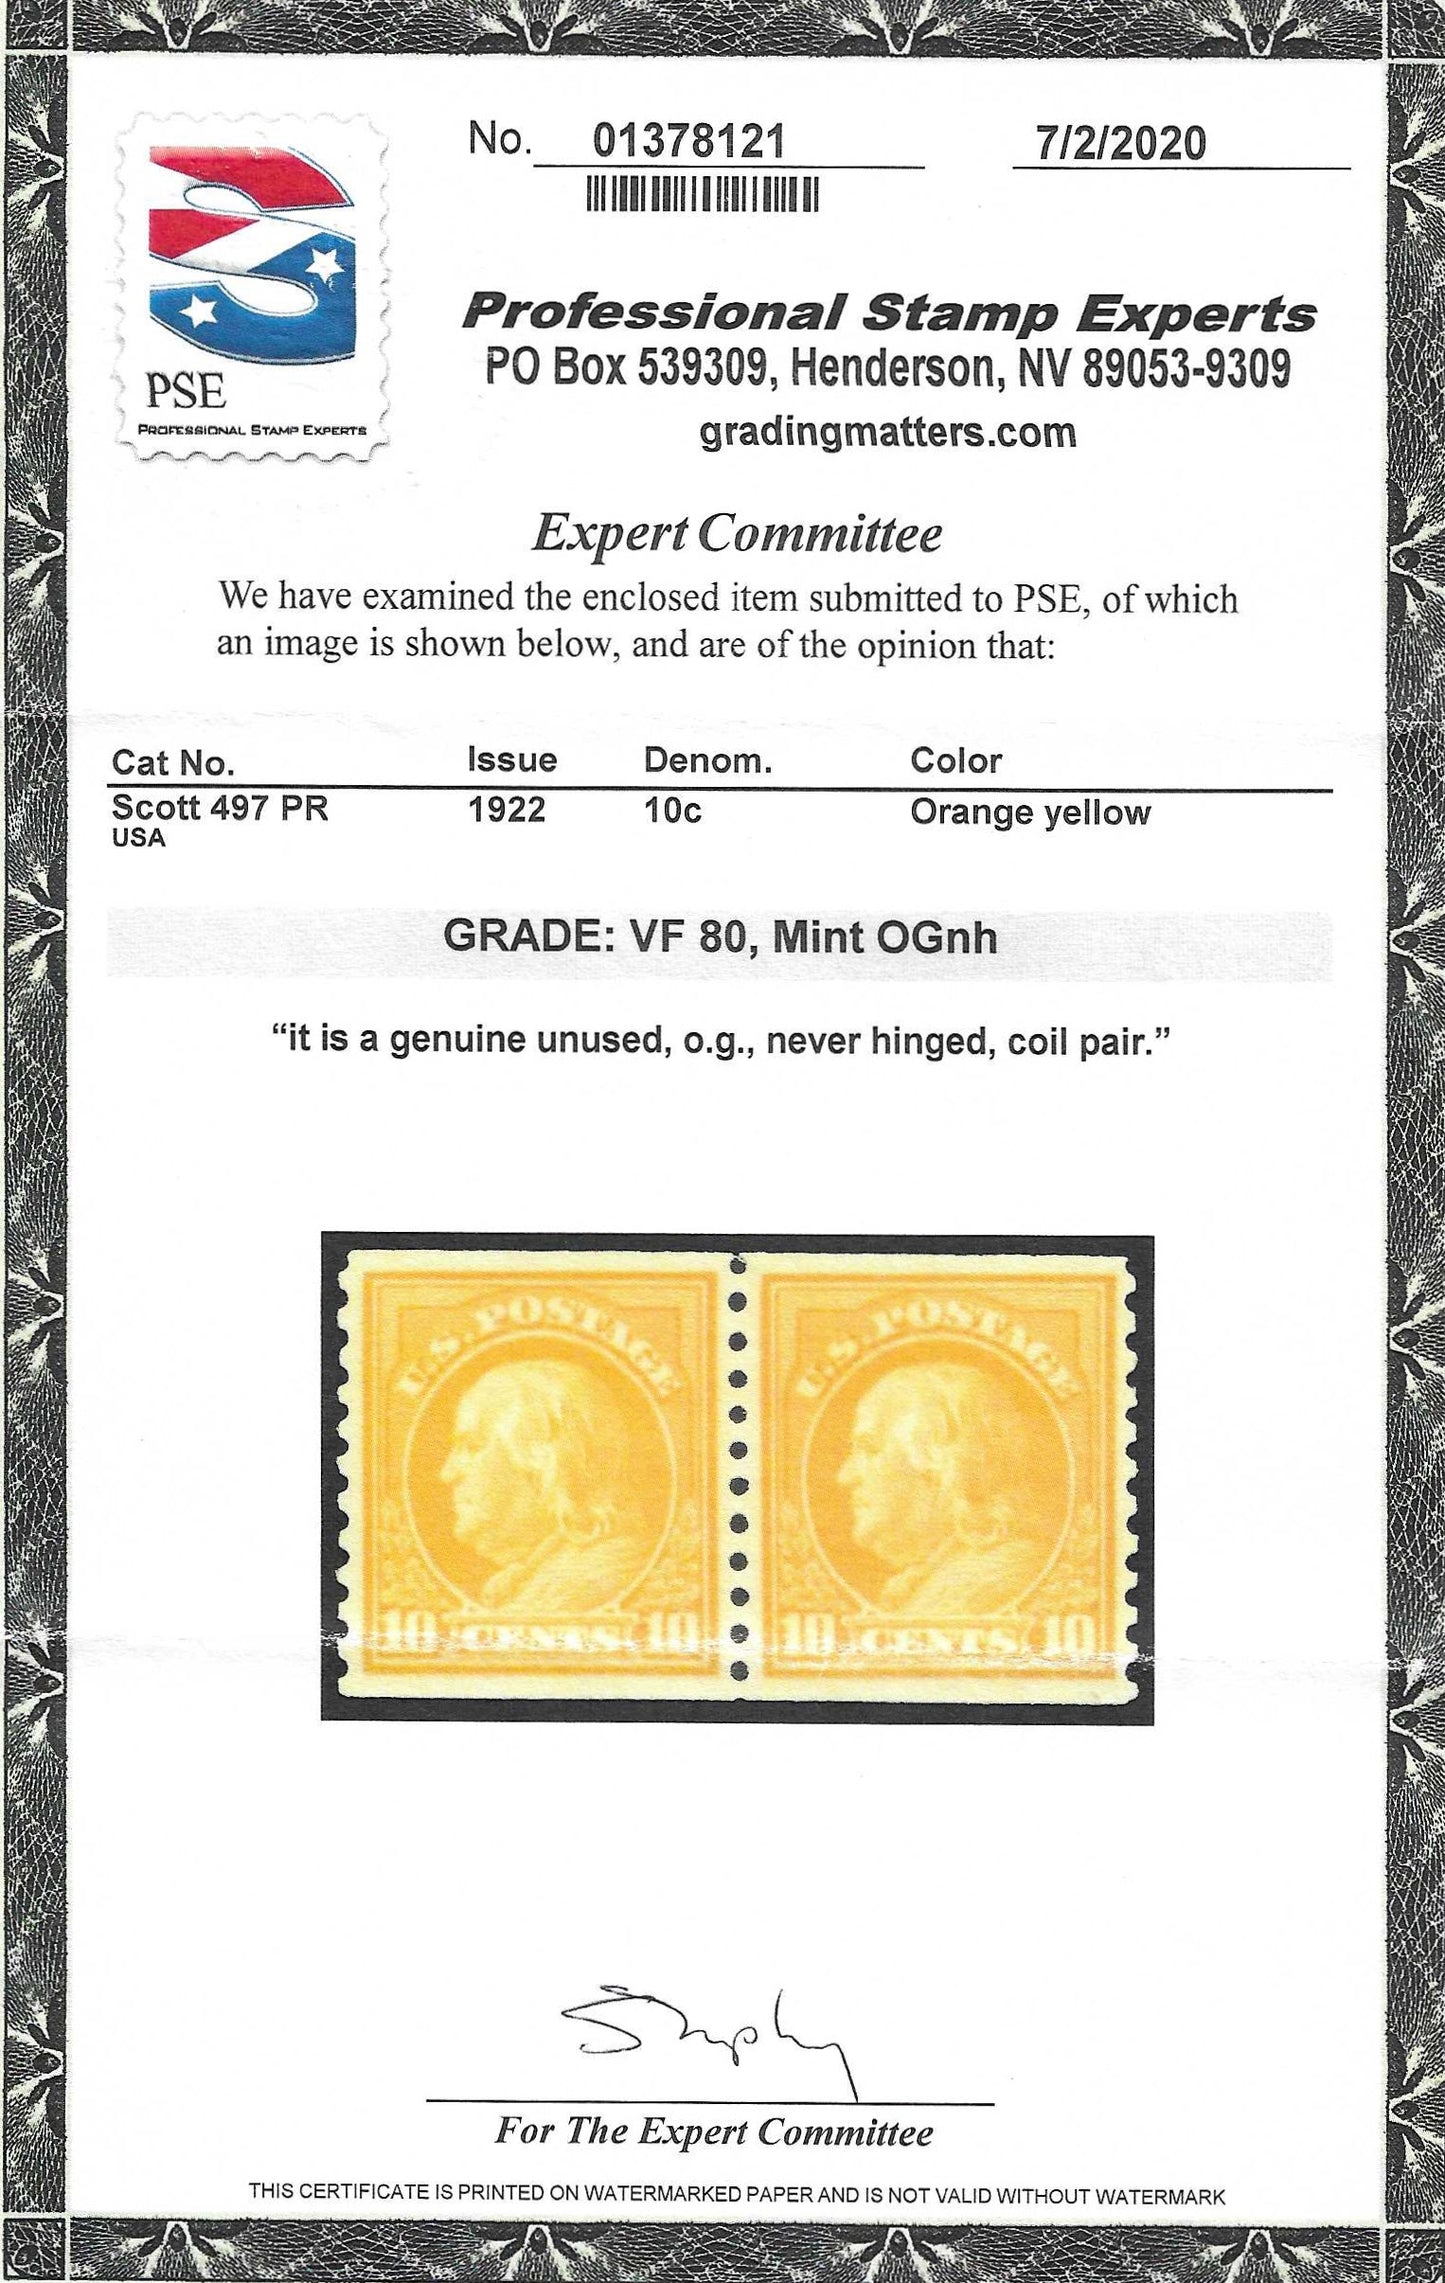 No. 01378121
7/2/2020
PSE
PROFESSIONAL STAMP EXPERTS
Professional Stamp Experts
PO Box 539309, Henderson, NV 89053-9309
gradingmatters.com
Expert Committee
We have examined the enclosed item submitted to PSE, of which
an image is shown below, and are of the opinion that:
Cat No. Issue Denom. Color
Scott 497 PR 1922 10c Orange yellow
USA
GRADE: VF 80, Mint OGnh
“it is a genuine unused, o.g., never hinged, coil pair.”
U.S. POSTAGE U.S. POSTAGE
10 CENTS 10 10 CENTS 10
For The Expert Committee
THIS CERTIFICATE IS PRINTED ON WATERMARKED PAPER AND IS NOT VALID WITHOUT WATERMARK